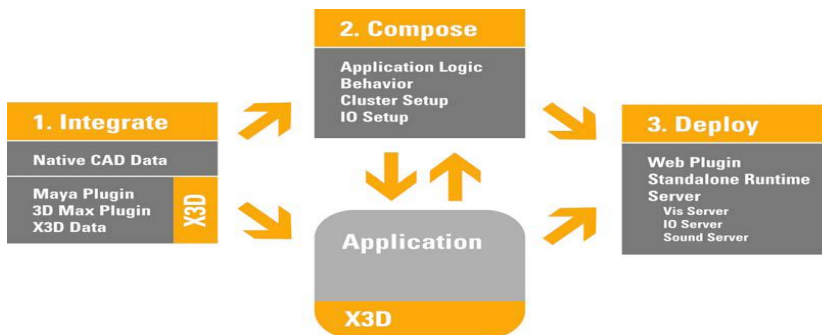 1. Integrate
Native CAD Data
Maya Plugin
3D Max Plugin
X3D Data
X3D
2. Compose
Application Logic
Behavior
Cluster Setup
IO Setup
Application
X3D
3. Deploy
Web Plugin
Standalone Runtime
Server
Vis Server
IO Server
Sound Server